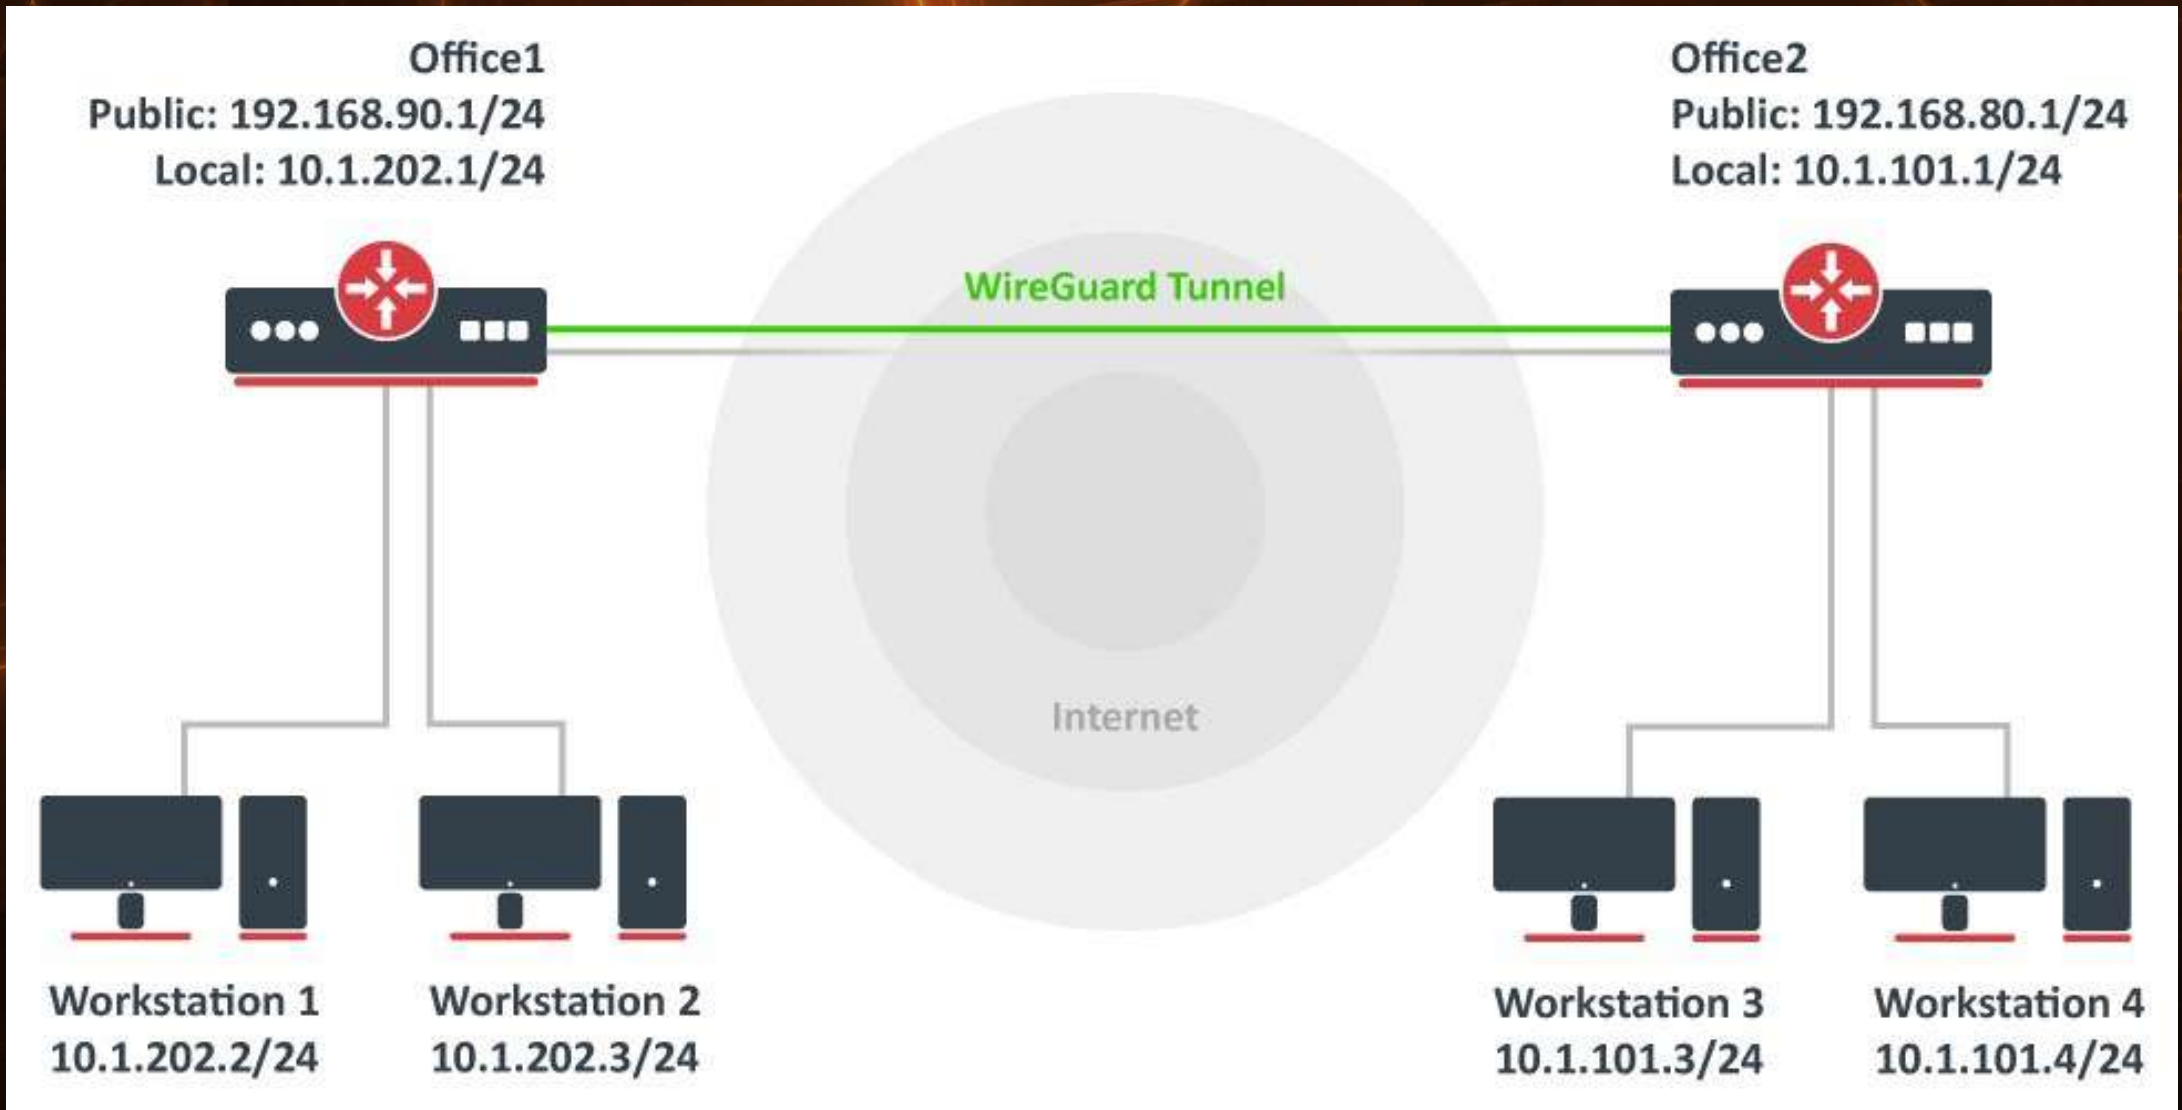 Office1
Public: 192.168.90.1/24
Local: 10.1.202.1/24
Office2
Public: 192.168.80.1/24
Local: 10.1.101.1/24
WireGuard Tunnel
Internet
Workstation 1
10.1.202.2/24
Workstation 2
10.1.202.3/24
Workstation 3
10.1.101.3/24
Workstation 4
10.1.101.4/24